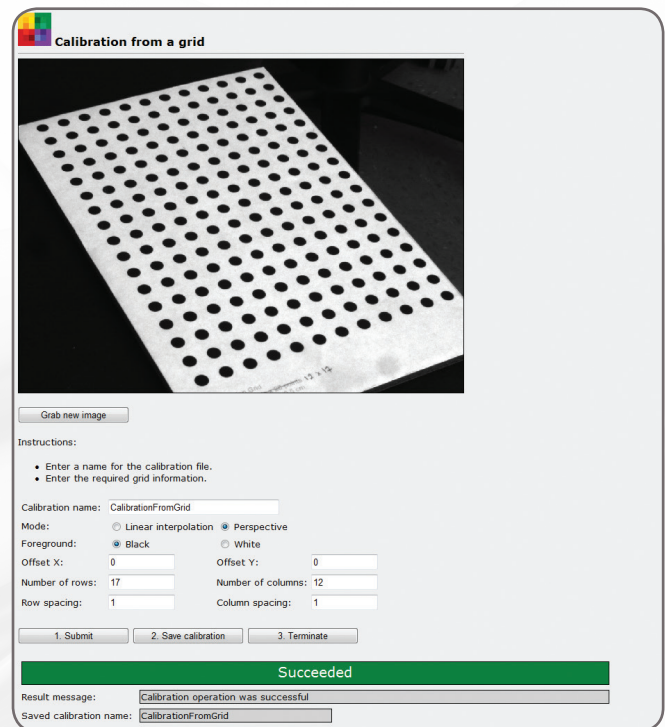 Calibration from a grid
12 x 17
Grab new image
Instructions:
• Enter a name for the calibration file.
• Enter the required grid information.
Calibration name: CalibrationFromGrid
Mode: Linear interpolation Perspective
Foreground: Black White
Offset X: 0 Offset Y: 0
Number of rows: 17 Number of columns: 12
Row spacing: 1 Column spacing: 1
1. Submit 2. Save calibration 3. Terminate
Succeeded
Result message: Calibration operation was successful
Saved calibration name: CalibrationFromGrid